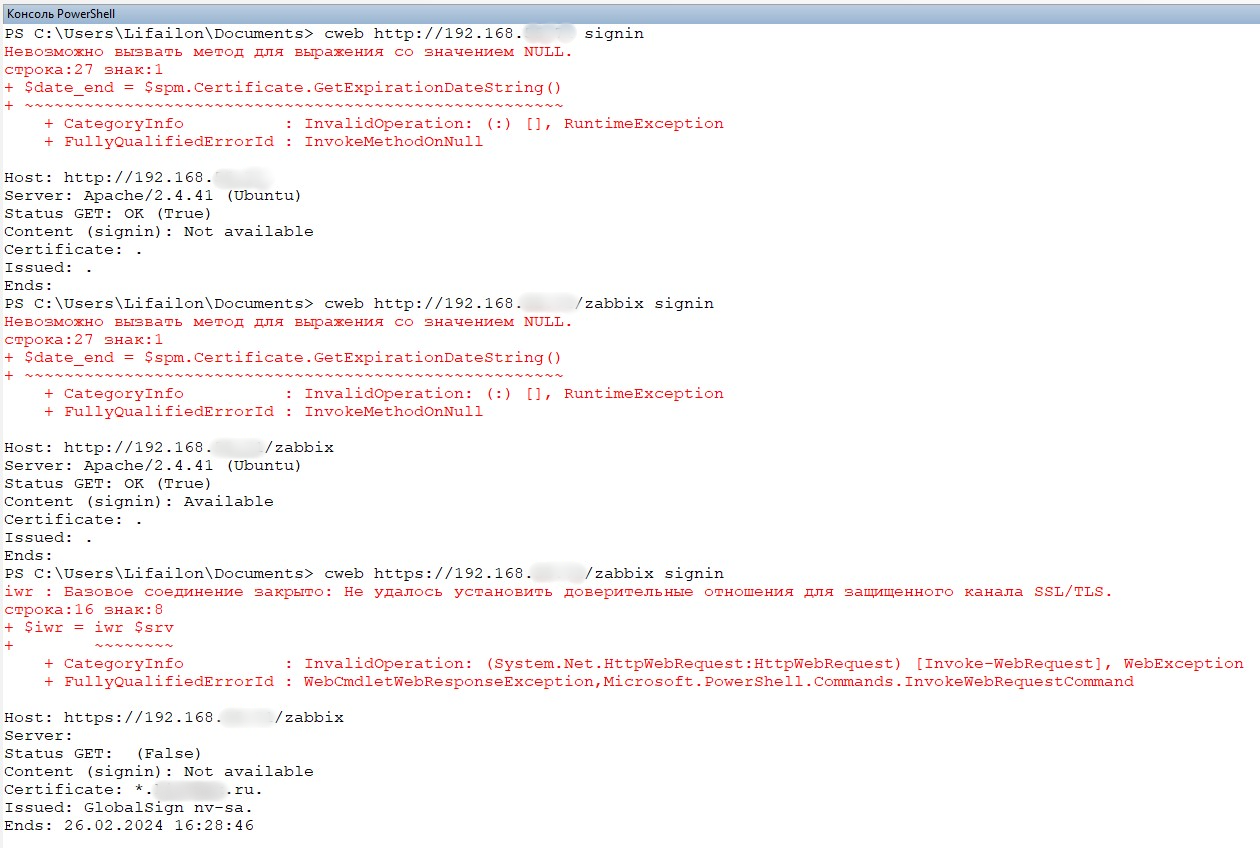 Консоль PowerShell
PS C:\Users\Lifailon\Documents> cweb http://192.168. signin
Невозможно вызвать метод для выражения со значением NULL.
строка:27 знак:1
+ $date_end = $spm.Certificate.GetExpirationDateString()
+ ~~~~~~~~~~~~~~~~~~~~~~~~~~~~~~~~~~~~~~~~~~~~~~~~~~~~~~
+ CategoryInfo : InvalidOperation: (:) [], RuntimeException
+ FullyQualifiedErrorId : InvokeMethodOnNull
Host: http://192.168.
Server: Apache/2.4.41 (Ubuntu)
Status GET: OK (True)
Content (signin): Not available
Certificate: .
Issued: .
Ends:
PS C:\Users\Lifailon\Documents> cweb http://192.168. /zabbix signin
Невозможно вызвать метод для выражения со значением NULL.
строка:27 знак:1
+ $date_end = $spm.Certificate.GetExpirationDateString()
+ ~~~~~~~~~~~~~~~~~~~~~~~~~~~~~~~~~~~~~~~~~~~~~~~~~~~~~~
+ CategoryInfo : InvalidOperation: (:) [], RuntimeException
+ FullyQualifiedErrorId : InvokeMethodOnNull
Host: http://192.168. /zabbix
Server: Apache/2.4.41 (Ubuntu)
Status GET: OK (True)
Content (signin): Available
Certificate: .
Issued: .
Ends:
PS C:\Users\Lifailon\Documents> cweb https://192.168. /zabbix signin
iwr : Базовое соединение закрыто: Не удалось установить доверительные отношения для защищенного канала SSL/TLS.
строка:16 знак:8
+ $iwr = iwr $srv
+ ~~~~~~~~
+ CategoryInfo : InvalidOperation: (System.Net.HttpWebRequest:HttpWebRequest) [Invoke-WebRequest], WebException
+ FullyQualifiedErrorId : WebCmdletWebResponseException,Microsoft.PowerShell.Commands.InvokeWebRequestCommand
Host: https://192.168. /zabbix
Server:
Status GET: (False)
Content (signin): Not available
Certificate: *. .ru.
Issued: GlobalSign nv-sa.
Ends: 26.02.2024 16:28:46